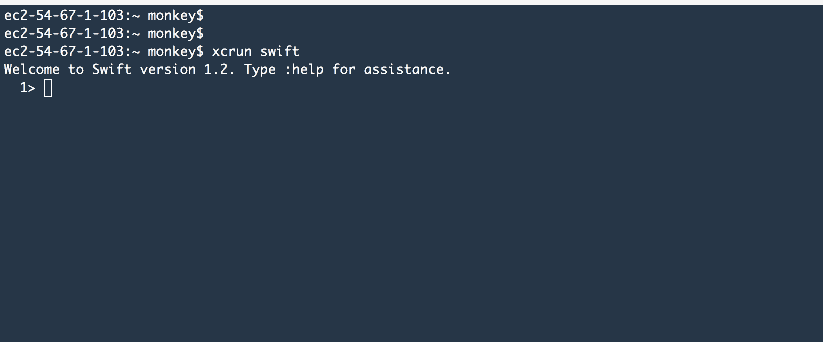 ec2-54-67-1-103:~ monkey$
ec2-54-67-1-103:~ monkey$
ec2-54-67-1-103:~ monkey$ xcrun swift
Welcome to Swift version 1.2. Type :help for assistance.
  1>